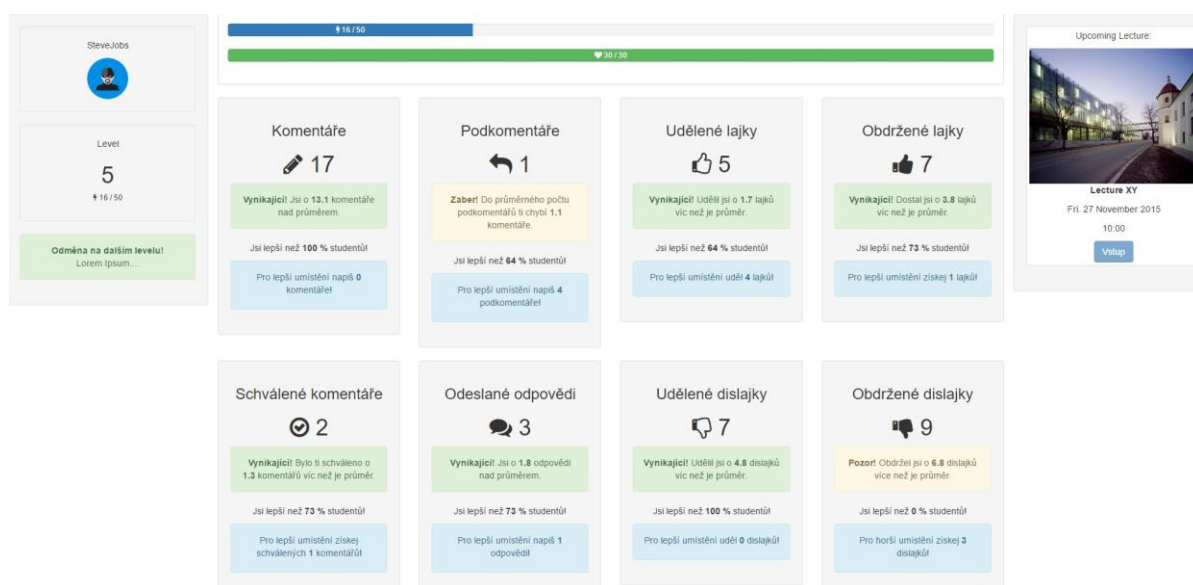 SteveJobs
Level
5
16 / 50
Odměna na dalším levelu!
Lorem Ipsum....
16 / 50
30 / 30
Komentáře
17
Vynikající! Jsi o 13.1 komentáře
nad průměrem.
Jsi lepší než 100 % studentů!
Pro lepší umístění napiš 0
komentáře!
Podkomentáře
1
Zaber! Do průměrného počtu
podkomentářů ti chybí 1.1
komentáře.
Jsi lepší než 64 % studentů!
Pro lepší umístění napiš 4
podkomentáře!
Udělené lajky
5
Vynikající! Udělil jsi o 1.7 lajků
víc než je průměr.
Jsi lepší než 64 % studentů!
Pro lepší umístění uděl 4 lajků!
Obdržené lajky
7
Vynikající! Dostal jsi o 3.8 lajků
víc než je průměr.
Jsi lepší než 73 % studentů!
Pro lepší umístění získej 1 lajků!
Schválené komentáře
2
Vynikající! Bylo ti schváleno o
1.3 komentářů víc než je průměr.
Jsi lepší než 73 % studentů!
Pro lepší umístění získej
schválených 1 komentářů!
Odeslané odpovědi
3
Vynikající! Jsi o 1.8 odpovědi
nad průměrem.
Jsi lepší než 73 % studentů!
Pro lepší umístění napiš 1
odpovědi!
Udělené dislajky
7
Vynikající! Udělil jsi o 4.8 dislajků
víc než je průměr.
Jsi lepší než 100 % studentů!
Pro lepší umístění uděl 0 dislajků!
Obdržené dislajky
9
Pozor! Obdržel jsi o 6.8 dislajků
více než je průměr.
Jsi lepší než 0 % studentů!
Pro horší umístění získej 3
dislajků!
Upcoming Lecture:
Lecture XY
Fri. 27 November 2015
10:00
Vstup